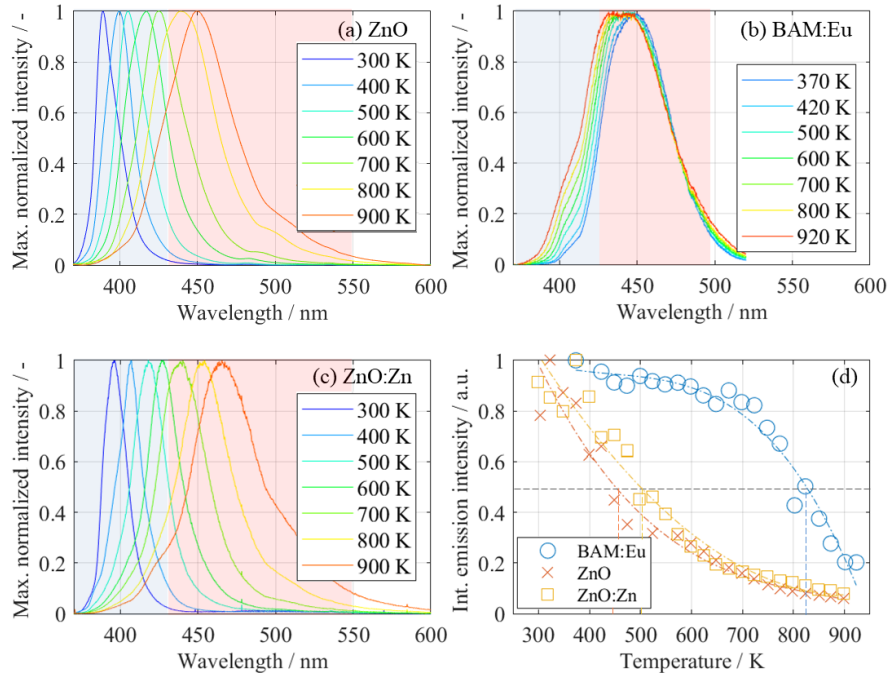 (a) ZnO
Max. normalized intensity / -
1
0.8
0.6
0.4
0.2
0
300 K
400 K
500 K
600 K
700 K
800 K
900 K
400
450
500
550
600
Wavelength / nm
(b) BAM:Eu
Max. normalized intensity / -
1
0.8
0.6
0.4
0.2
0
370 K
420 K
500 K
600 K
700 K
800 K
920 K
400
450
500
550
600
Wavelength / nm
(c) ZnO:Zn
Max. normalized intensity / -
1
0.8
0.6
0.4
0.2
0
300 K
400 K
500 K
600 K
700 K
800 K
900 K
400
450
500
550
600
Wavelength / nm
(d)
Int. emission intensity / a.u.
1
0.8
0.6
0.4
0.2
0
BAM:Eu
ZnO
ZnO:Zn
300
400
500
600
700
800
900
Temperature / K